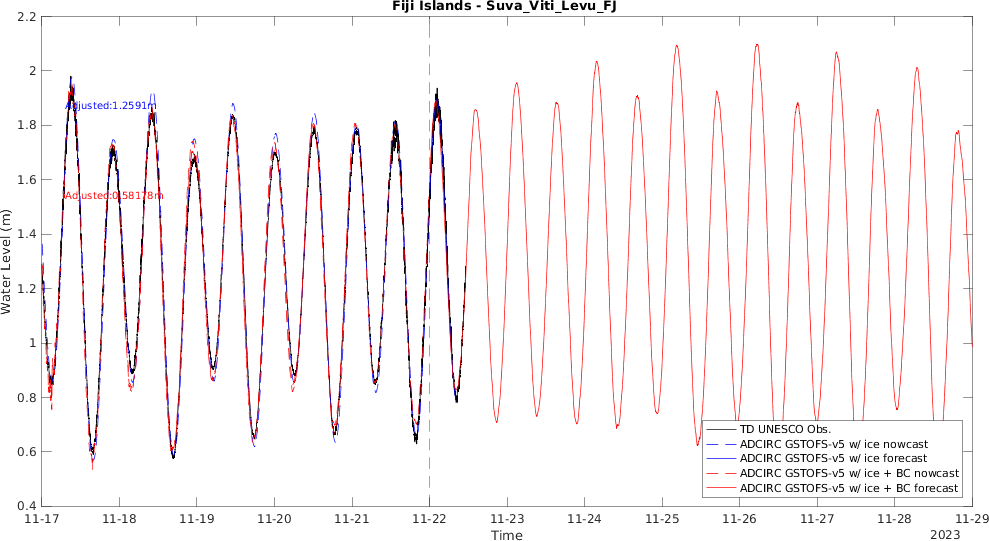 Fiji Islands - Suva_Viti_Levu_FJ
2.2
2
1.8
1.6
1.4
1.2
1
0.8
0.6
0.4
Water Level (m)
Adjusted:1.2591m
Adjusted:0.58178m
TD UNESCO Obs.
ADCIRC GSTOFS-v5 w/ ice nowcast
ADCIRC GSTOFS-v5 w/ ice forecast
ADCIRC GSTOFS-v5 w/ ice + BC nowcast
ADCIRC GSTOFS-v5 w/ ice + BC forecast
11-17 11-18 11-19 11-20 11-21 11-22 11-23 11-24 11-25 11-26 11-27 11-28 11-29
Time
2023